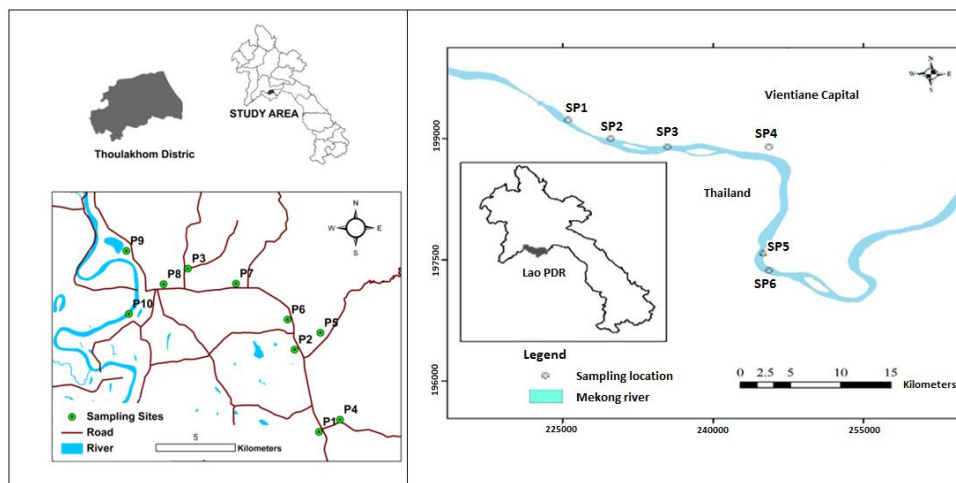 STUDY AREA
Thoulakhom Distric
N
W E
S
P9
P3
P8
P7
P10
P6
P5
P2
P4
P1
Sampling Sites
Road
River
5
Kilometers
N
W E
S
Vientiane Capital
SP1
SP2
SP3
SP4
Thailand
SP5
SP6
Lao PDR
Legend
Sampling location
Mekong river
0 2.5 5 10 15
Kilometers
199000
197500
196000
225000 240000 255000